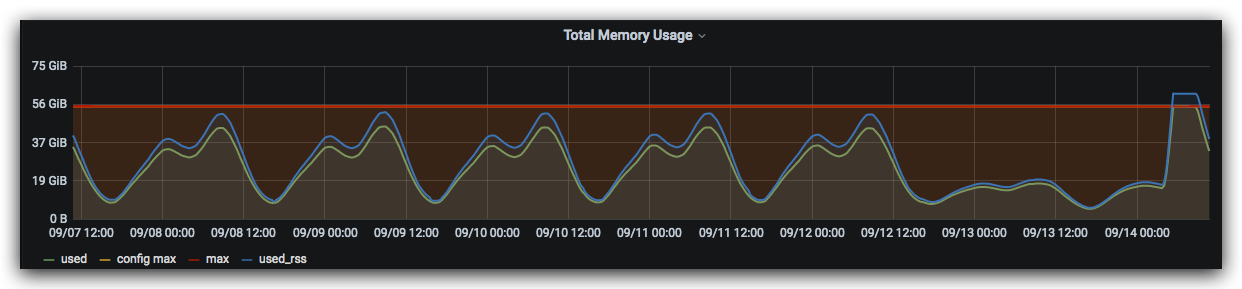 Total Memory Usage
75 GiB
56 GiB
37 GiB
19 GiB
0 B
09/07 12:00 09/08 00:00 09/08 12:00 09/09 00:00 09/09 12:00 09/10 00:00 09/10 12:00 09/11 00:00 09/11 12:00 09/12 00:00 09/12 12:00 09/13 00:00 09/13 12:00 09/14 00:00
used config max max used_rss